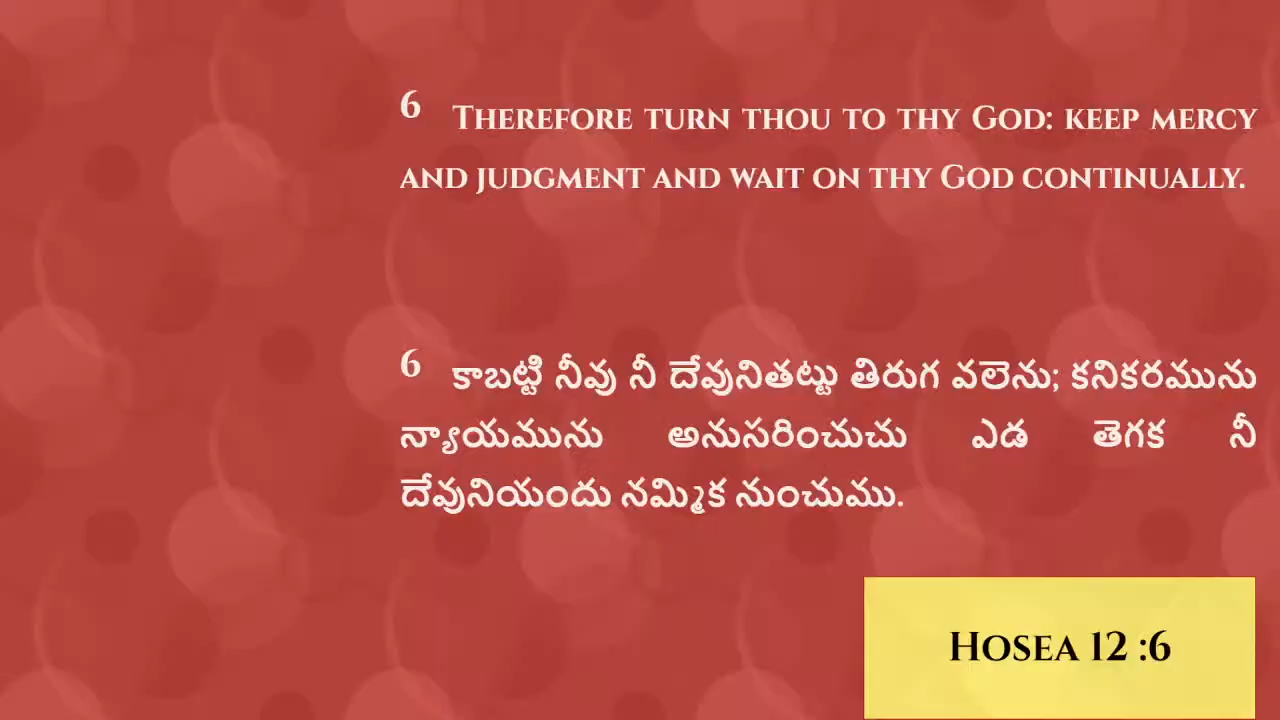 6 Therefore turn thou to thy God: keep mercy
and judgment and wait on thy God continually.
6 కాబట్టి నీవు నీ దేవునితట్టు తిరుగ వలెను; కనికరమును
న్యాయమును అనుసరించుచు ఎడ తెగక నీ
దేవునియందు నమ్మిక నుంచుము.
Hosea 12 :6